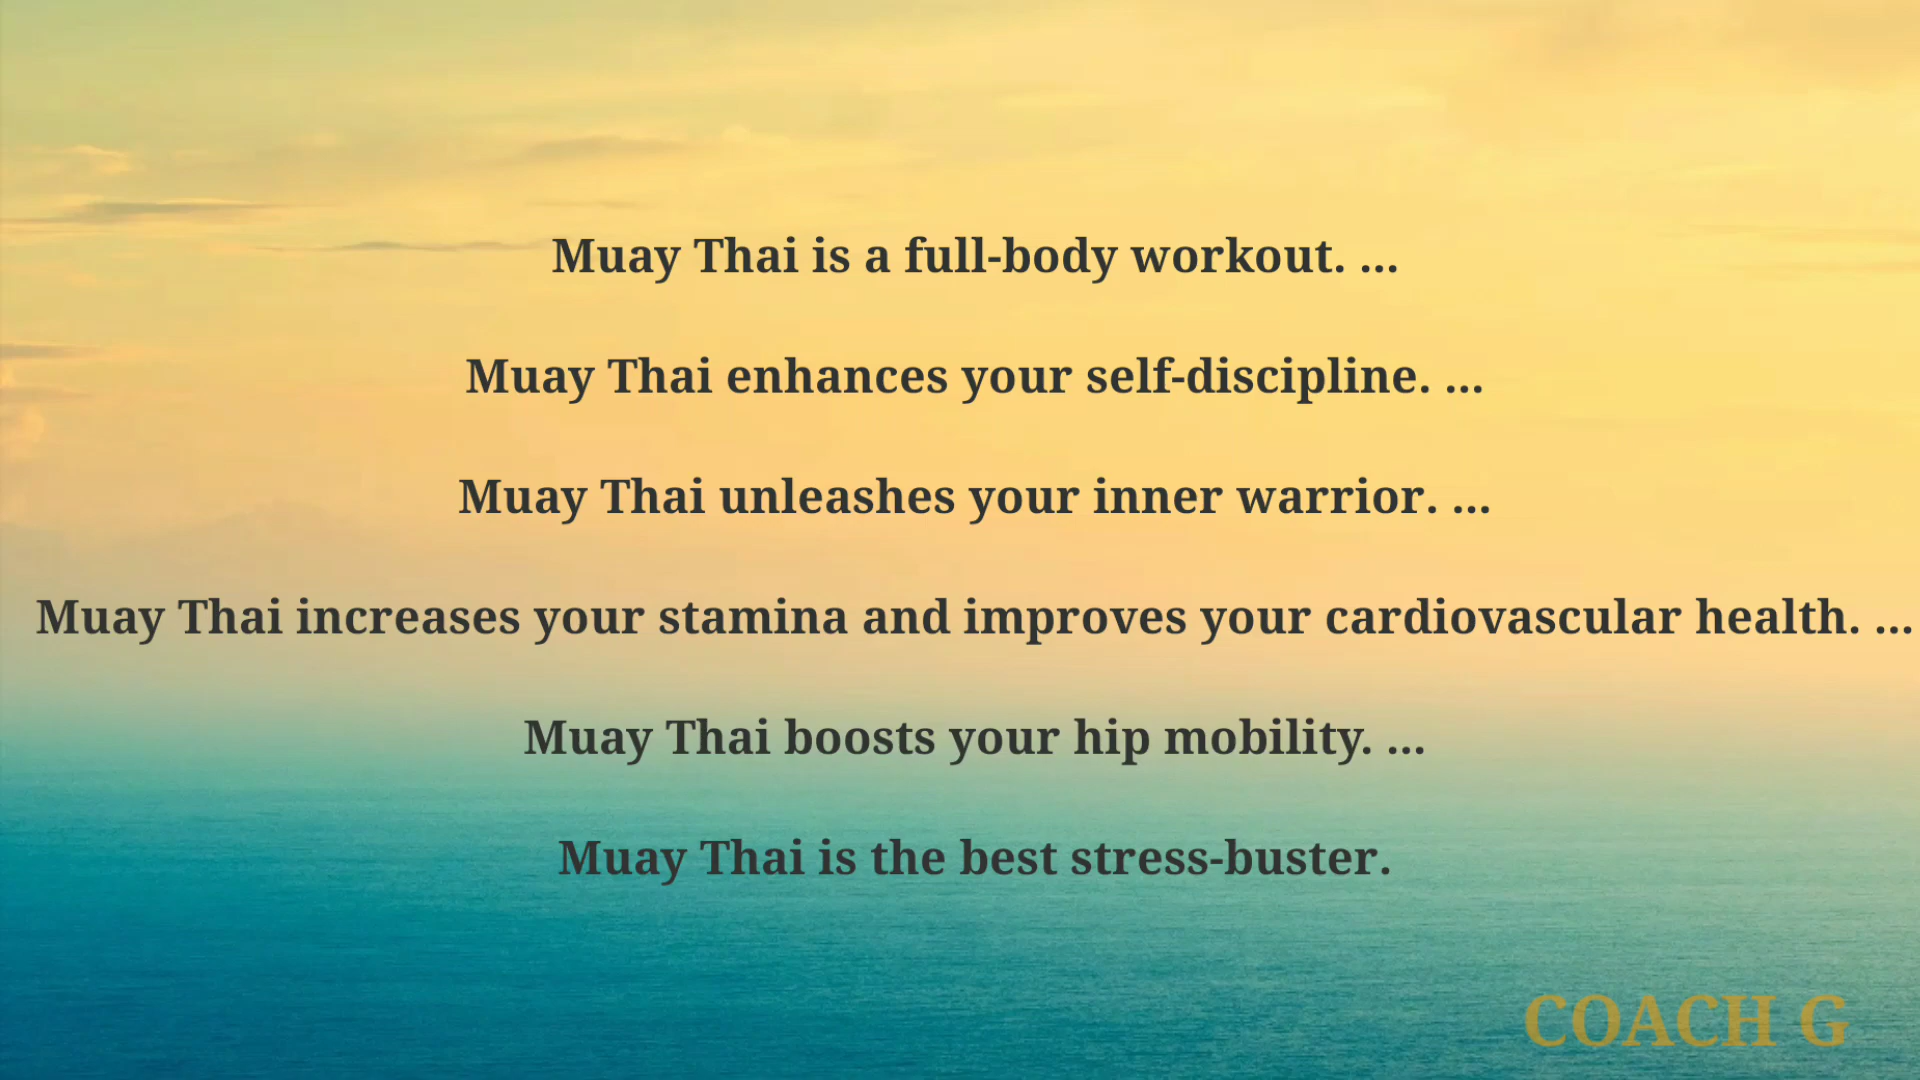 Muay Thai is a full-body workout. ...
Muay Thai enhances your self-discipline. ...
Muay Thai unleashes your inner warrior. ...
Muay Thai increases your stamina and improves your cardiovascular health. ...
Muay Thai boosts your hip mobility. ...
Muay Thai is the best stress-buster.
COACH G